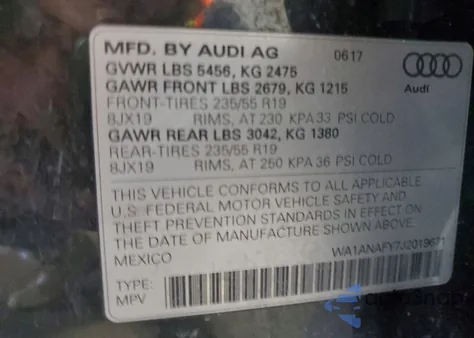 MFD. BY AUDI AG 0617
GVWR LBS 5456, KG 2475
GAWR FRONT LBS 2679, KG 1215
FRONT-TIRES 235/55 R19
8JX19 RIMS, AT 230 KPA 33 PSI COLD
GAWR REAR LBS 3042, KG 1380
REAR-TIRES 235/55 R19
8JX19 RIMS, AT 250 KPA 36 PSI COLD
Audi
THIS VEHICLE CONFORMS TO ALL APPLICABLE
U.S. FEDERAL MOTOR VEHICLE SAFETY AND
THEFT PREVENTION STANDARDS IN EFFECT ON
THE DATE OF MANUFACTURE SHOWN ABOVE.
MEXICO WA1ANAFY7J2019671
TYPE:
MPV
autoSnap